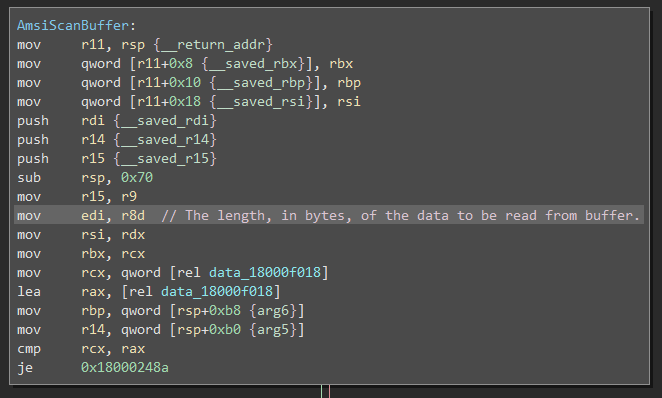 AmsiScanBuffer:
mov     r11, rsp {__return_addr}
mov     qword [r11+0x8 {__saved_rbx}], rbx
mov     qword [r11+0x10 {__saved_rbp}], rbp
mov     qword [r11+0x18 {__saved_rsi}], rsi
push    rdi {__saved_rdi}
push    r14 {__saved_r14}
push    r15 {__saved_r15}
sub     rsp, 0x70
mov     r15, r9
mov     edi, r8d  // The length, in bytes, of the data to be read from buffer.
mov     rsi, rdx
mov     rbx, rcx
mov     rcx, qword [rel data_18000f018]
lea     rax, [rel data_18000f018]
mov     rbp, qword [rsp+0xb8 {arg6}]
mov     r14, qword [rsp+0xb0 {arg5}]
cmp     rcx, rax
je      0x18000248a